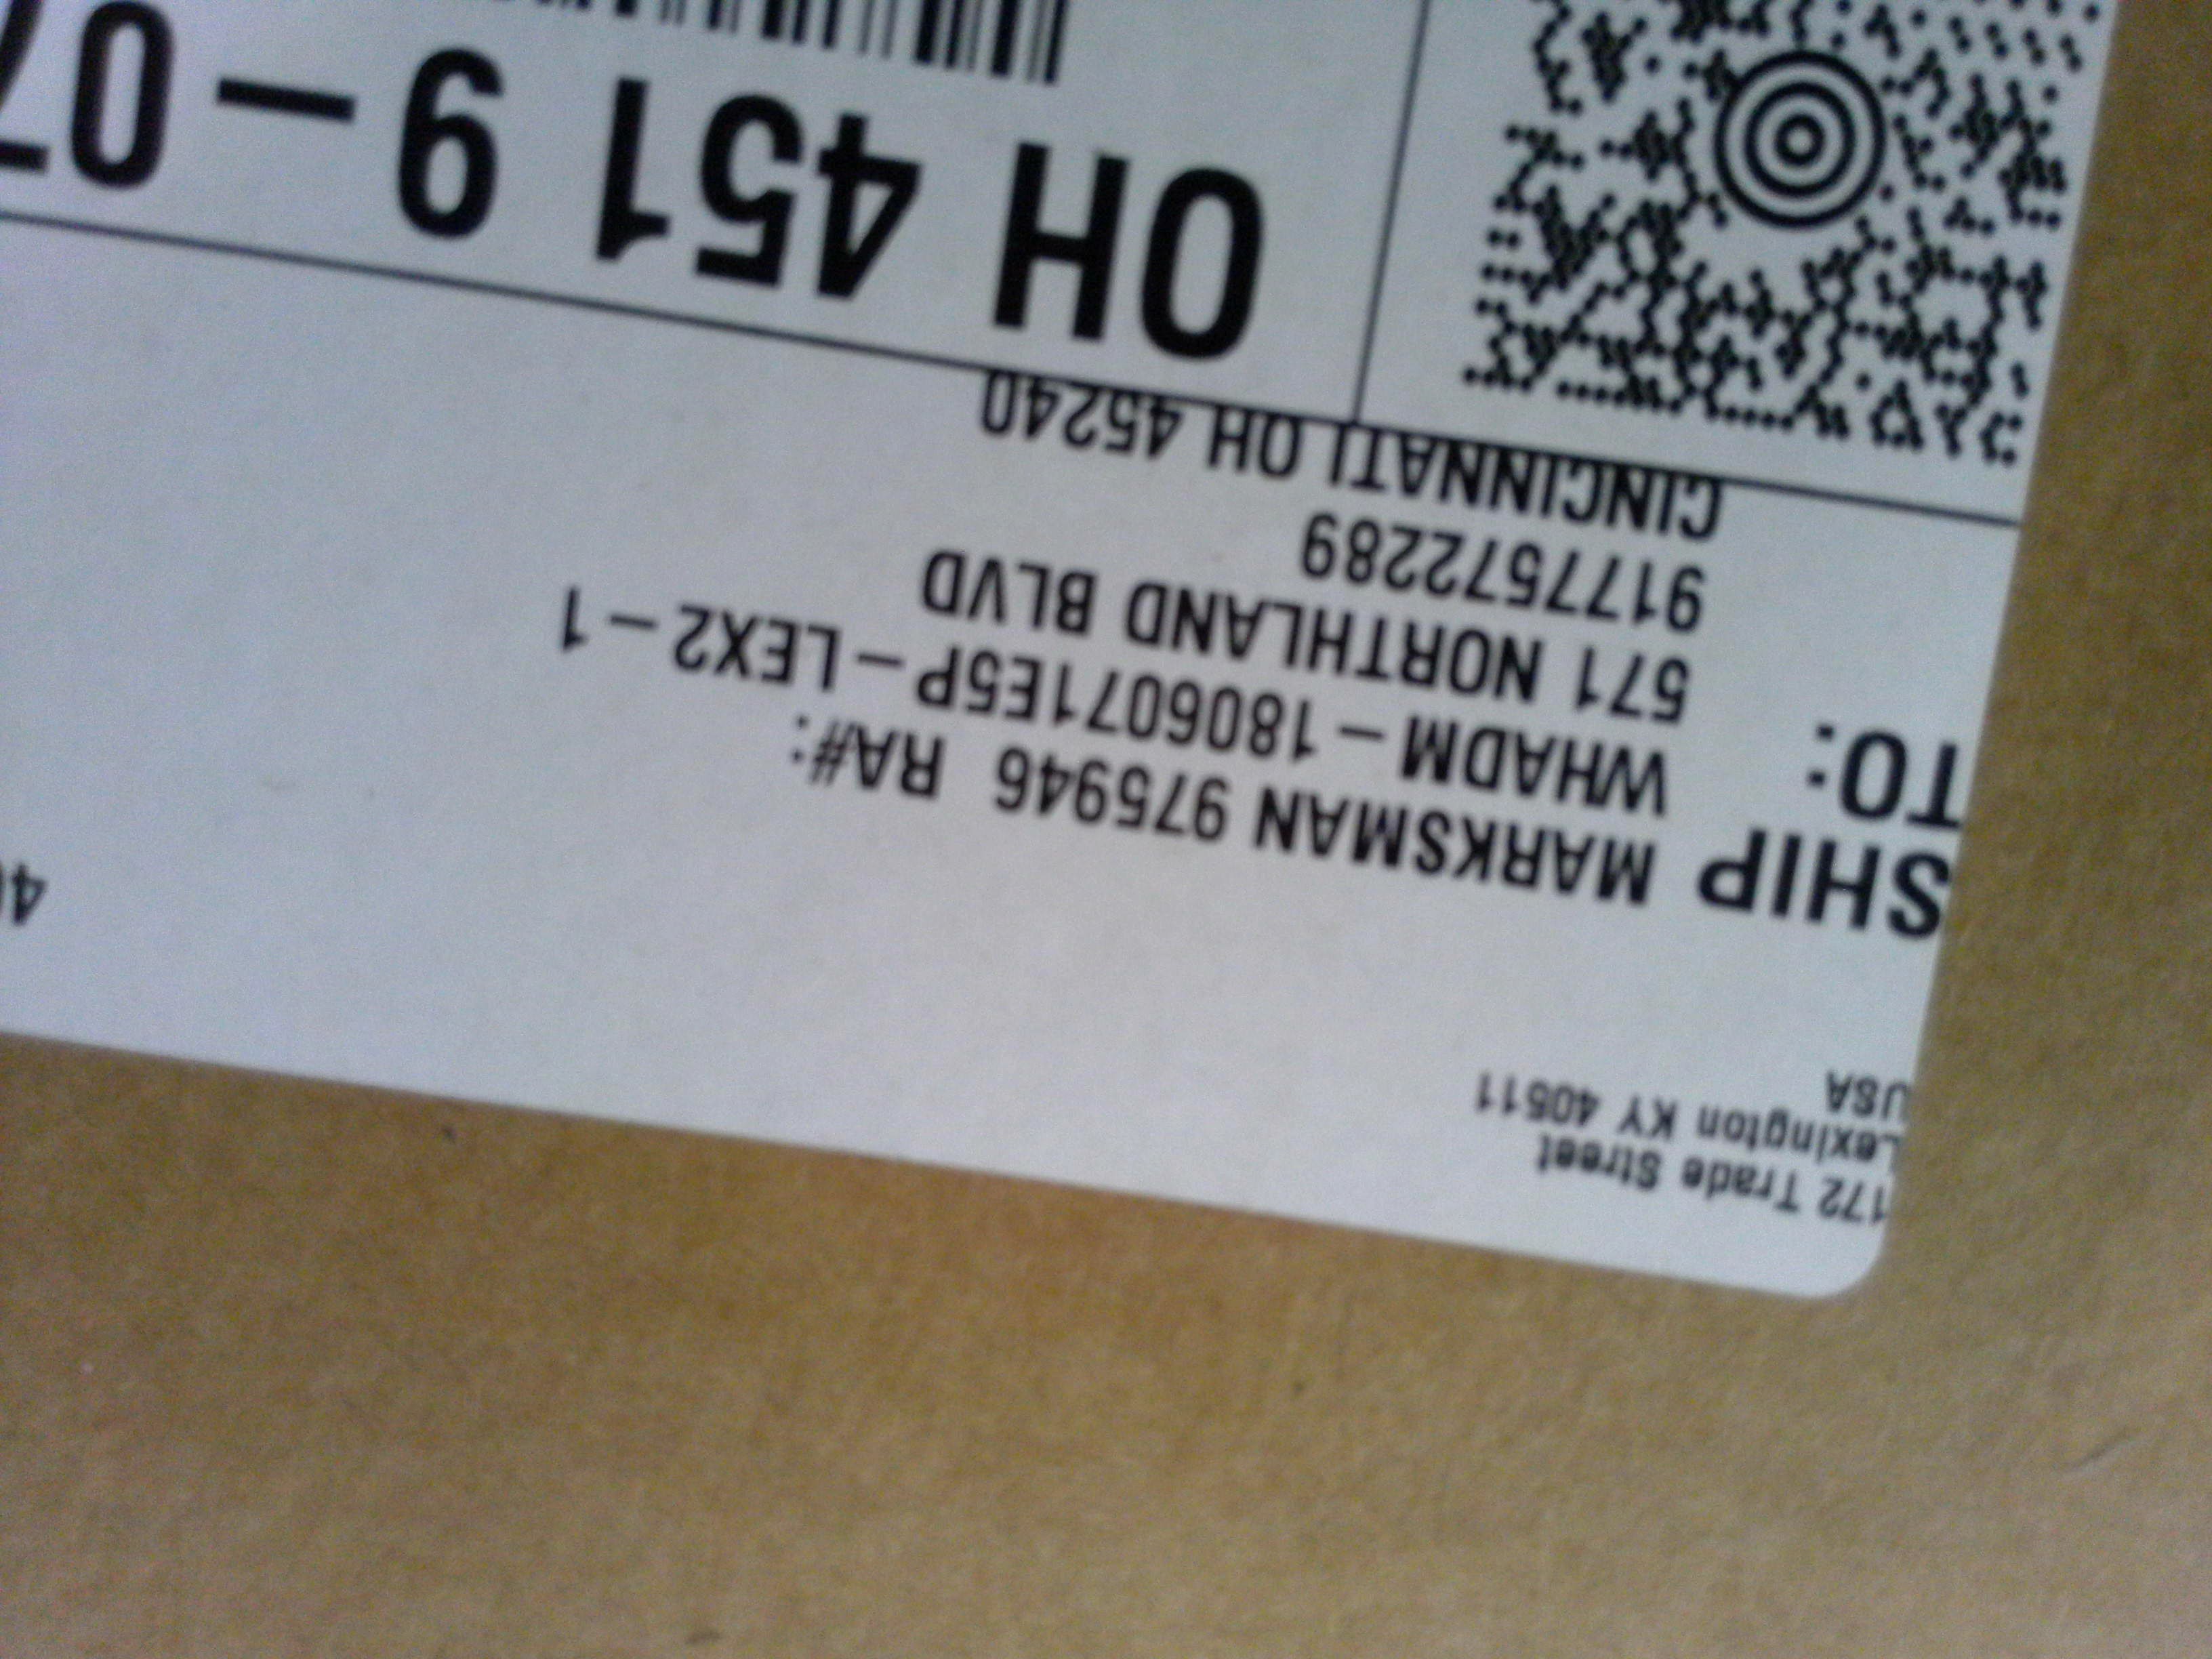 172 Trade Street
Lexington KY 40511
USA
SHIP TO:
MARKSMAN 975946 RA#:
WHADM - 1806071E5P - LEX2 - 1
571 NORTHLAND BLVD
9177572289
CINCINNATI OH 45240
OH 451 9 - 07